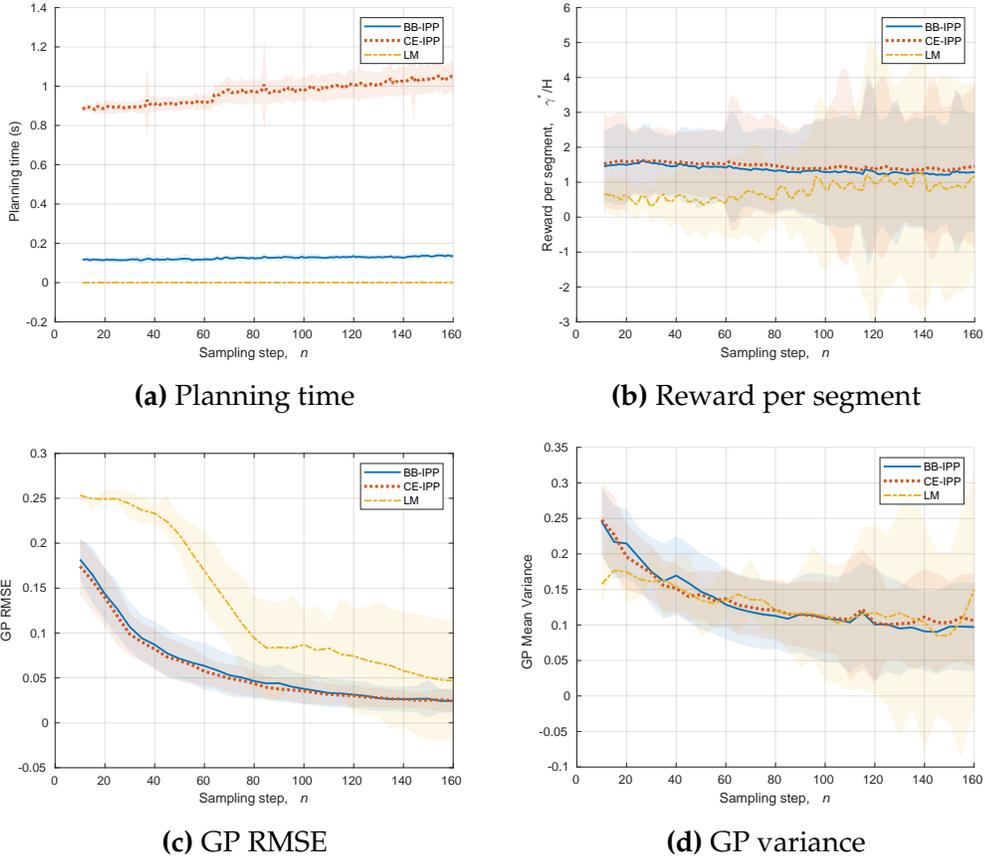 1.4
1.2
1
0.8
0.6
0.4
0.2
0
-0.2
Planning time (s)
BB-IPP
CE-IPP
LM
0 20 40 60 80 100 120 140 160
Sampling step, n
(a) Planning time
6
5
4
3
2
1
0
-1
-2
-3
Reward per segment, γ*/H
BB-IPP
CE-IPP
LM
0 20 40 60 80 100 120 140 160
Sampling step, n
(b) Reward per segment
0.3
0.25
0.2
0.15
0.1
0.05
0
-0.05
GP RMSE
BB-IPP
CE-IPP
LM
0 20 40 60 80 100 120 140 160
Sampling step, n
(c) GP RMSE
0.35
0.3
0.25
0.2
0.15
0.1
0.05
0
-0.05
-0.1
GP Mean Variance
BB-IPP
CE-IPP
LM
0 20 40 60 80 100 120 140 160
Sampling step, n
(d) GP variance